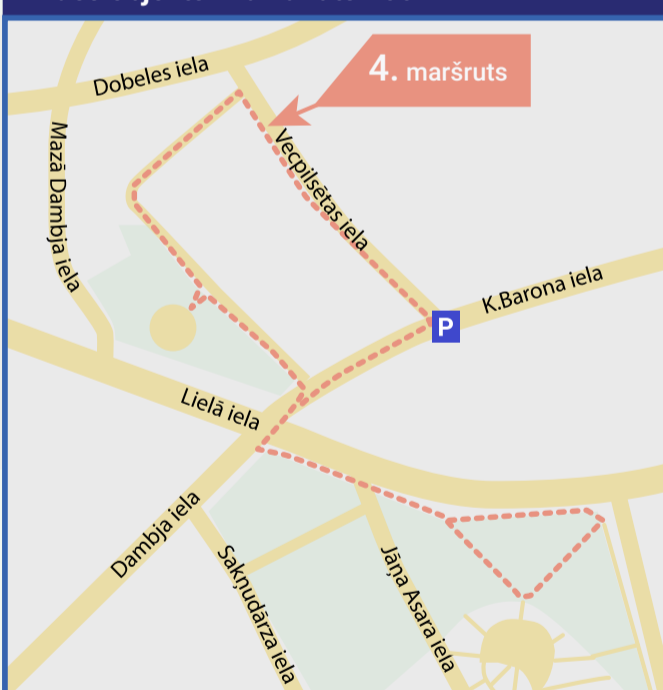 Dobeles iela
4. maršruts
Mazā Dambja iela
Vecpilsētas iela
K.Barona iela
P
Lielā iela
Dambja iela
Sakņudārza iela
Jāņa Asara iela